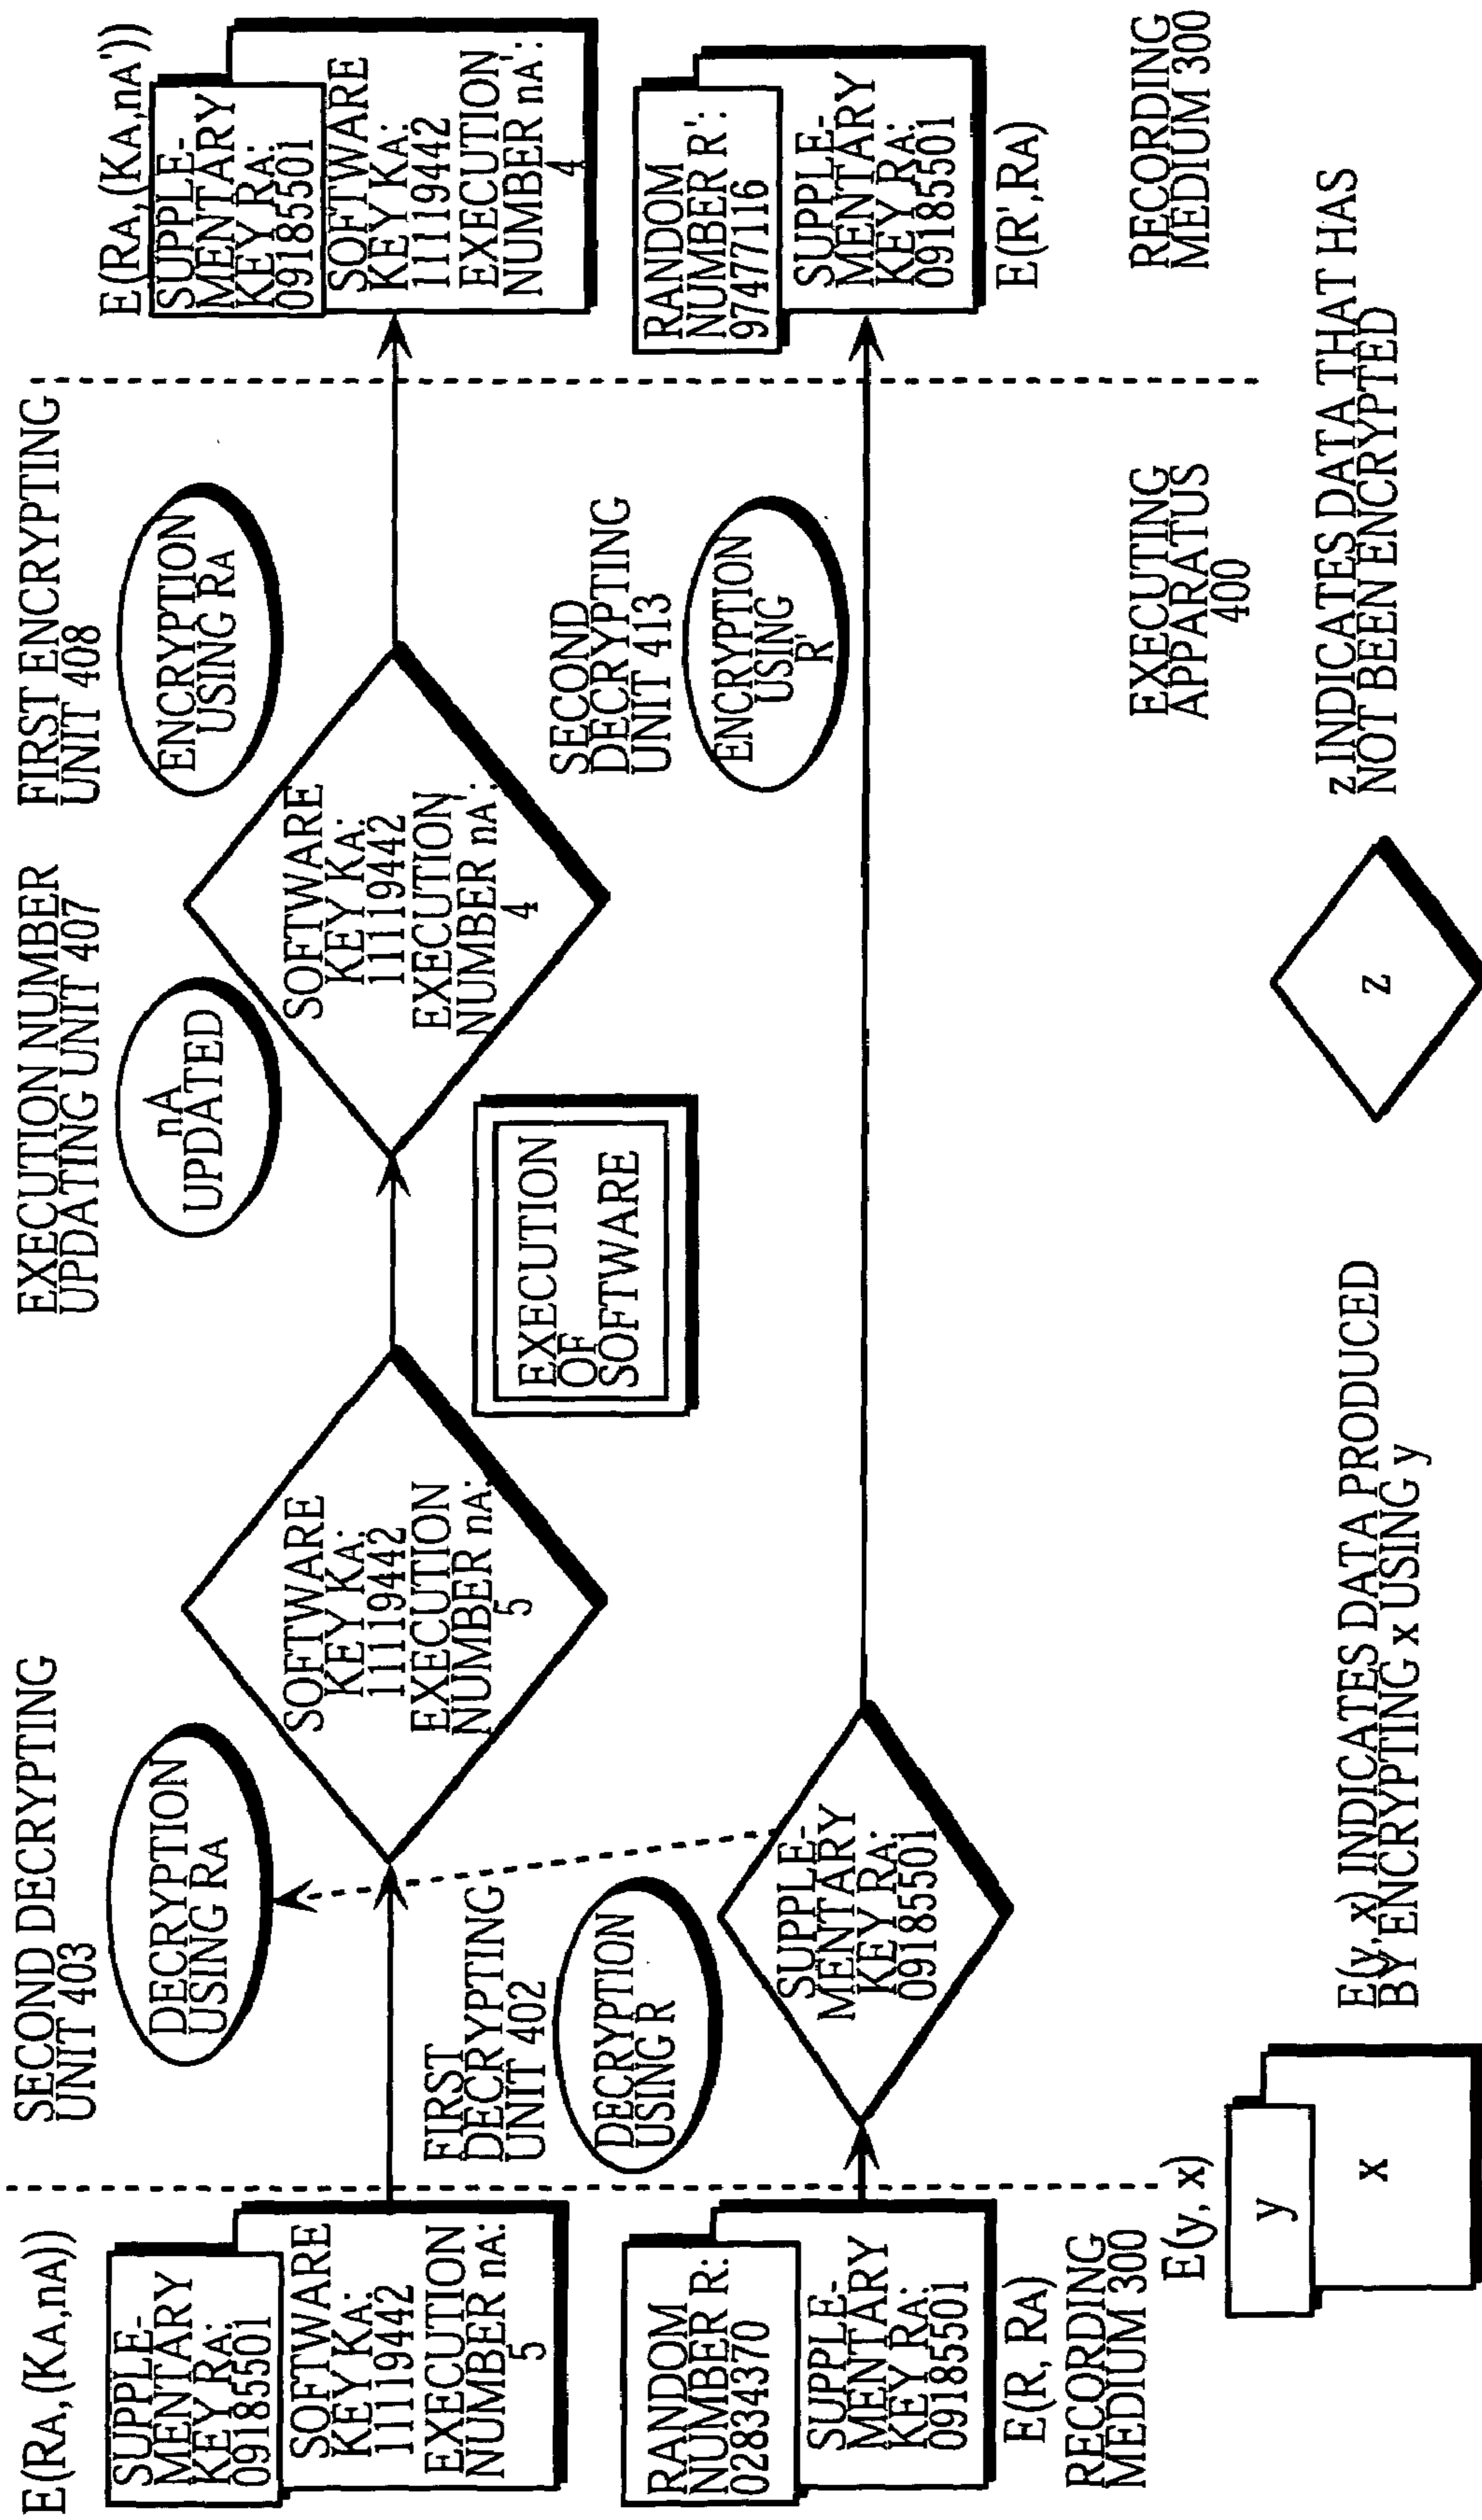 E(RA,(KA,nA))
SUPPLE-
MENTARY
KEY RA:
09185501
SOFTWARE
KEY KA:
11119442
EXECUTION
NUMBER nA:
5
RANDOM
NUMBER R:
02834370
SUPPLE-
MENTARY
KEY RA:
09185501
E(R, RA)
RECORDING
MEDIUM 300
SECOND DECRYPTING
UNIT 403
DECRYPTION
USING RA
FIRST
DECRYPTING
UNIT 402
DECRYPTION
USING R
SUPPLE-
MENTARY
KEY RA:
09185501
SOFTWARE
KEY KA:
11119442
EXECUTION
NUMBER nA:
5
EXECUTION
OF
SOFTWARE
EXECUTION NUMBER
UPDATING UNIT 407
nA
UPDATED
SOFTWARE
KEY KA:
11119442
EXECUTION
NUMBER nA':
4
FIRST ENCRYPTING
UNIT 408
ENCRYPTION
USING RA
SECOND
DECRYPTING
UNIT 413
ENCRYPTION
USING
R'
EXECUTING
APPARATUS
400
E(RA,(KA,nA'))
SUPPLE-
MENTARY
KEY RA:
09185501
SOFTWARE
KEY KA:
11119442
EXECUTION
NUMBER nA':
4
RANDOM
NUMBER R':
97477116
SUPPLE-
MENTARY
KEY RA:
09185501
E(R',RA)
RECORDING
MEDIUM 300
E(y, x)
y
x
E(y, x) INDICATES DATA PRODUCED
BY ENCRYPTING x USING y
z
z INDICATES DATA THAT HAS
NOT BEEN ENCRYPTED